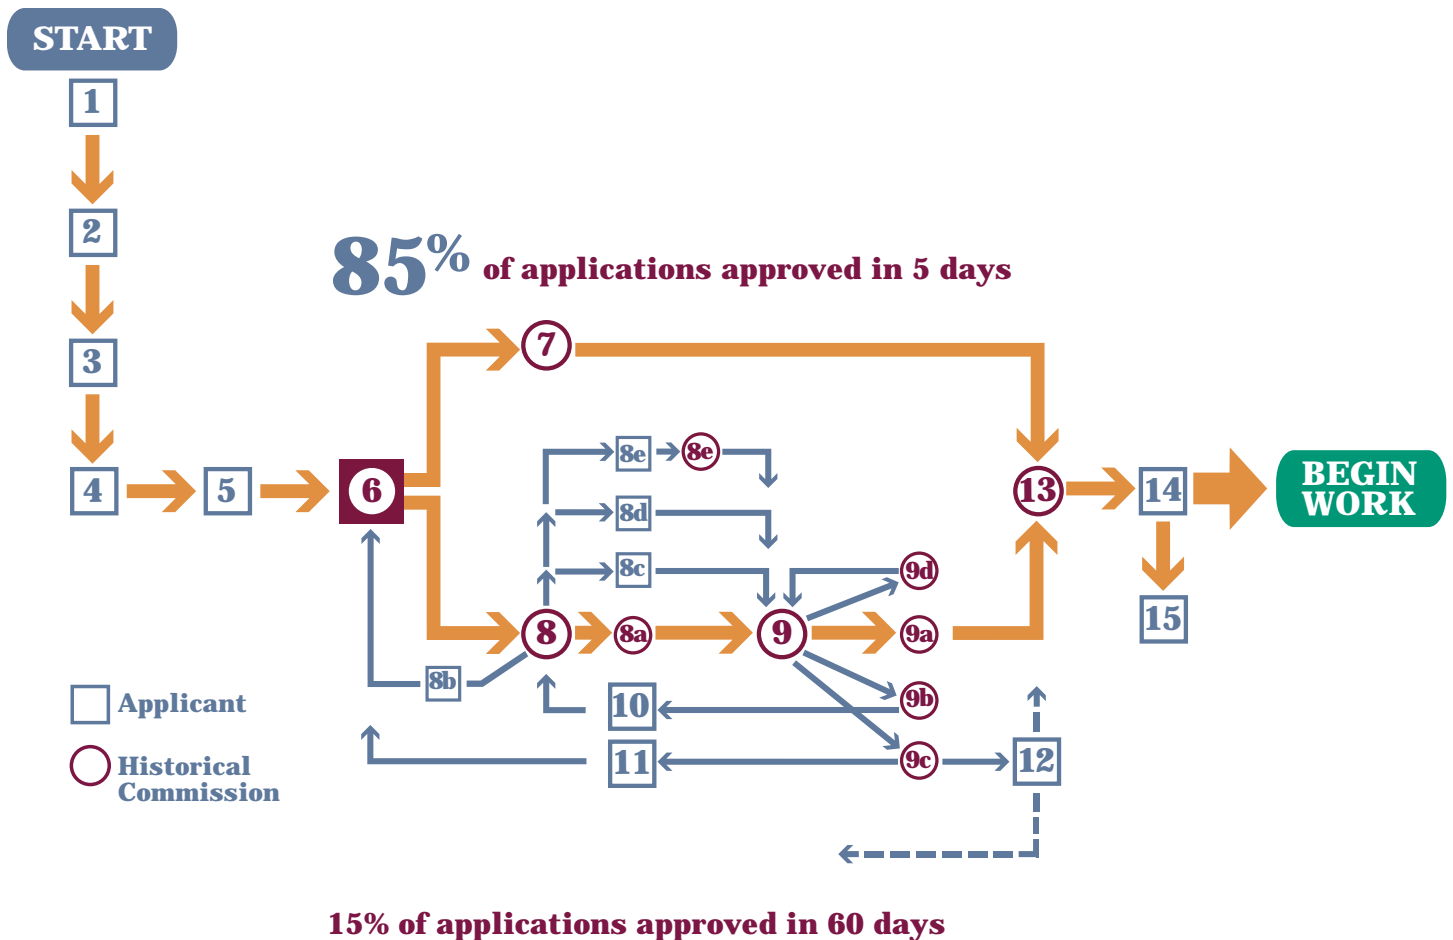 START
1
2
85% of applications approved in 5 days
3
7
8e
8e
4
5
6
13
14
BEGIN
WORK
8d
8c
9d
8
8a
9
9a
15
8b
9b
10
Applicant
11
9c
12
Historical
Commission
15% of applications approved in 60 days